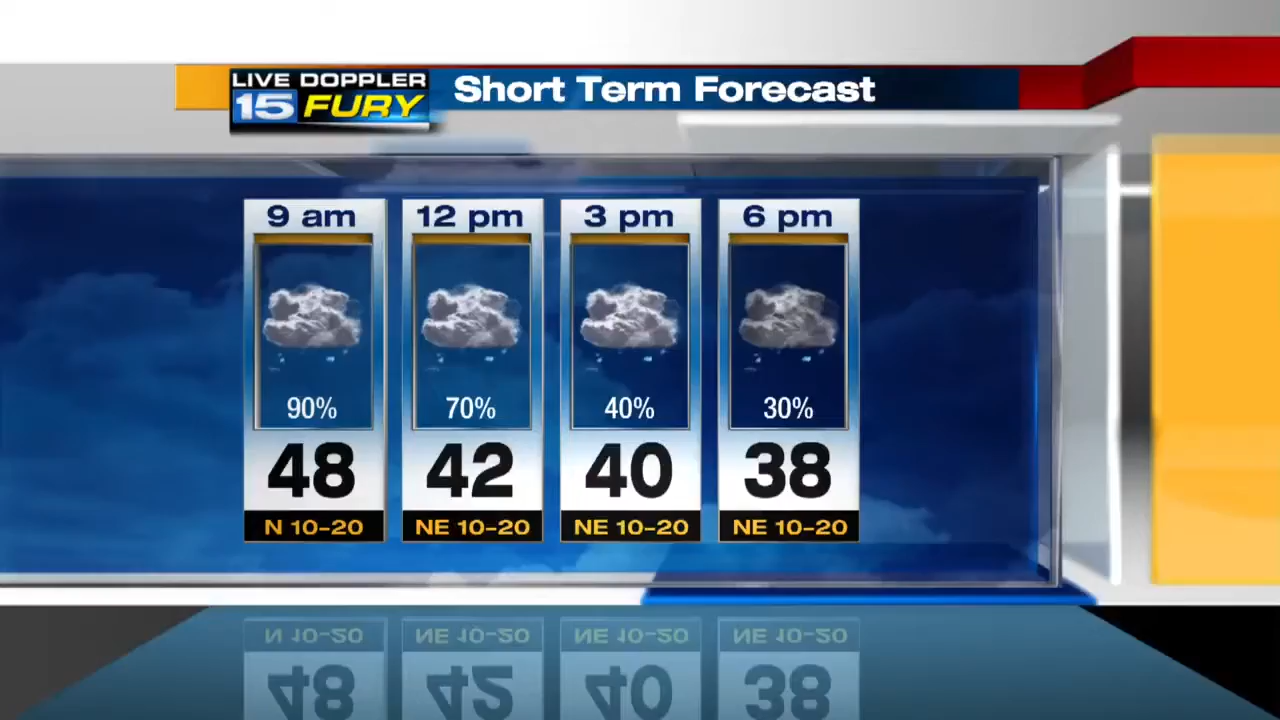 LIVE DOPPLER
15 FURY
Short Term Forecast
9 am
12 pm
3 pm
6 pm
90%
70%
40%
30%
48
42
40
38
N 10-20
NE 10-20
NE 10-20
NE 10-20